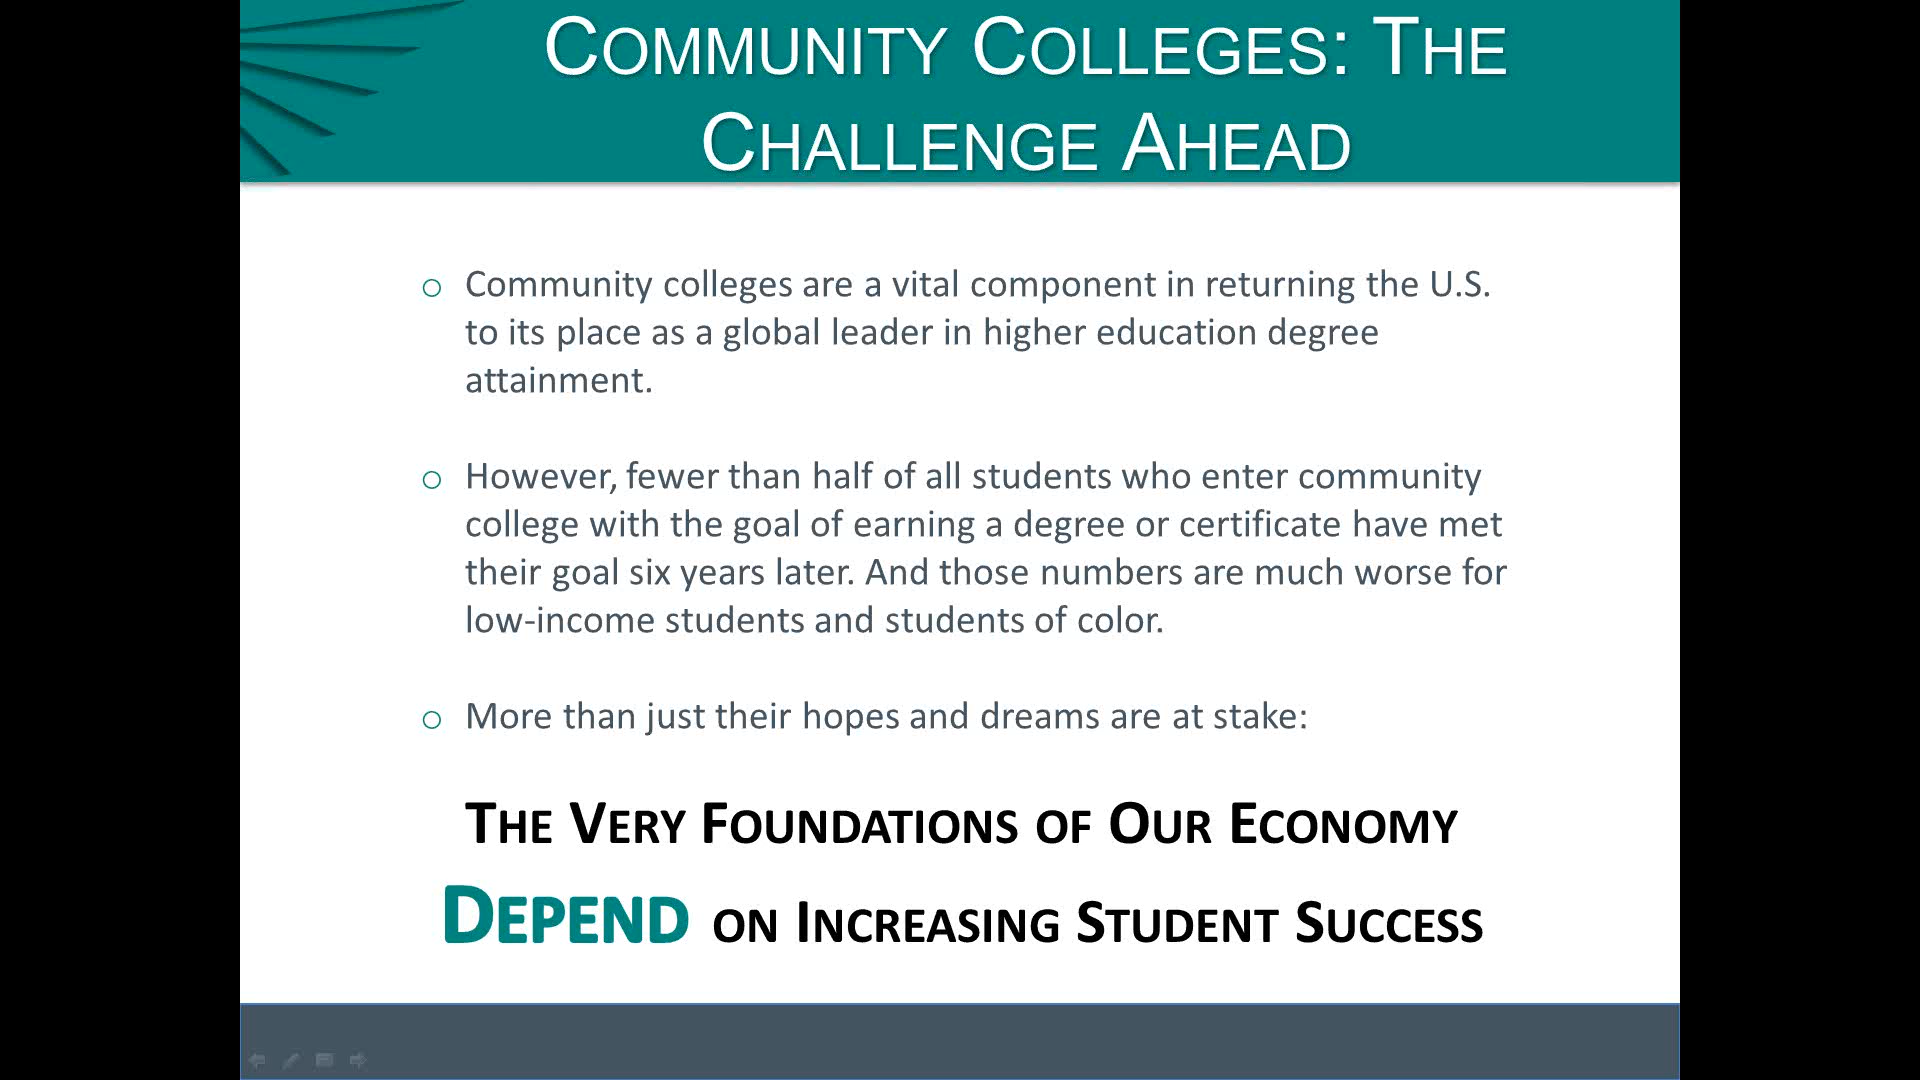 Community Colleges: The
Challenge Ahead
o Community colleges are a vital component in returning the U.S.
to its place as a global leader in higher education degree
attainment.
o However, fewer than half of all students who enter community
college with the goal of earning a degree or certificate have met
their goal six years later. And those numbers are much worse for
low-income students and students of color.
o More than just their hopes and dreams are at stake:
The Very Foundations of Our Economy
Depend on Increasing Student Success